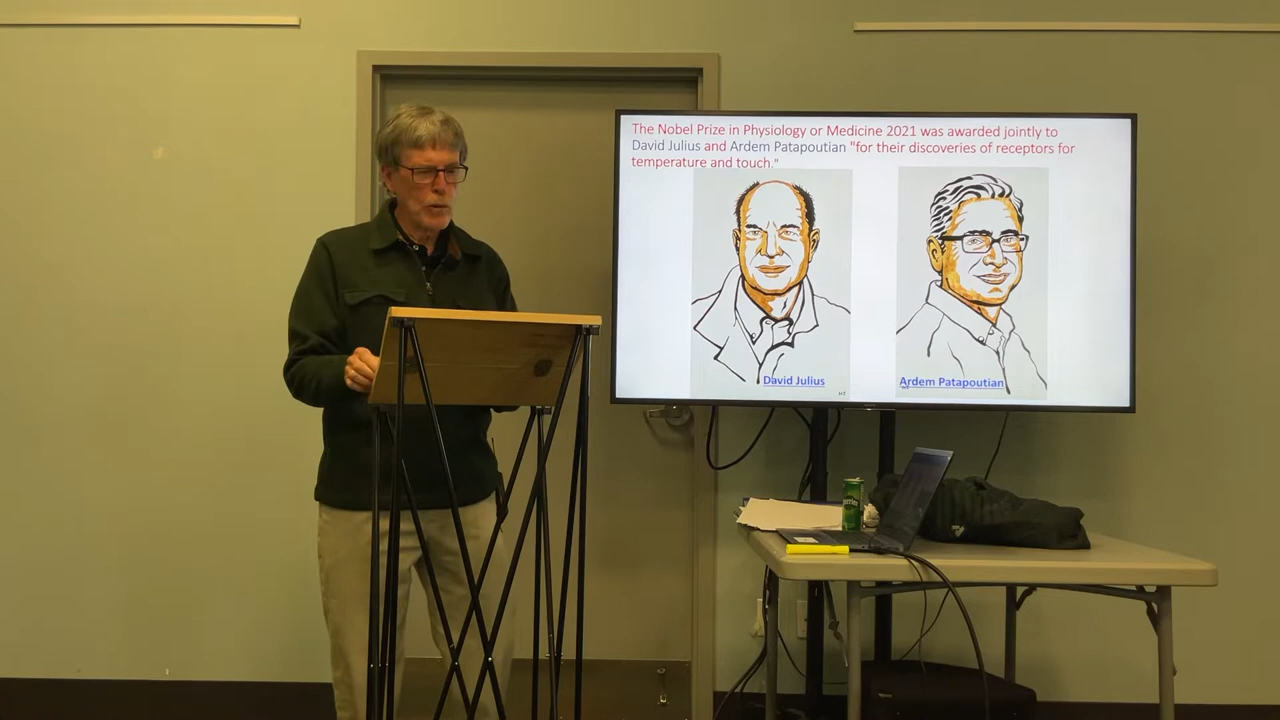 The Nobel Prize in Physiology or Medicine 2021 was awarded jointly to
David Julius and Ardem Patapoutian "for their discoveries of receptors for
temperature and touch."
David Julius
Ardem Patapoutian